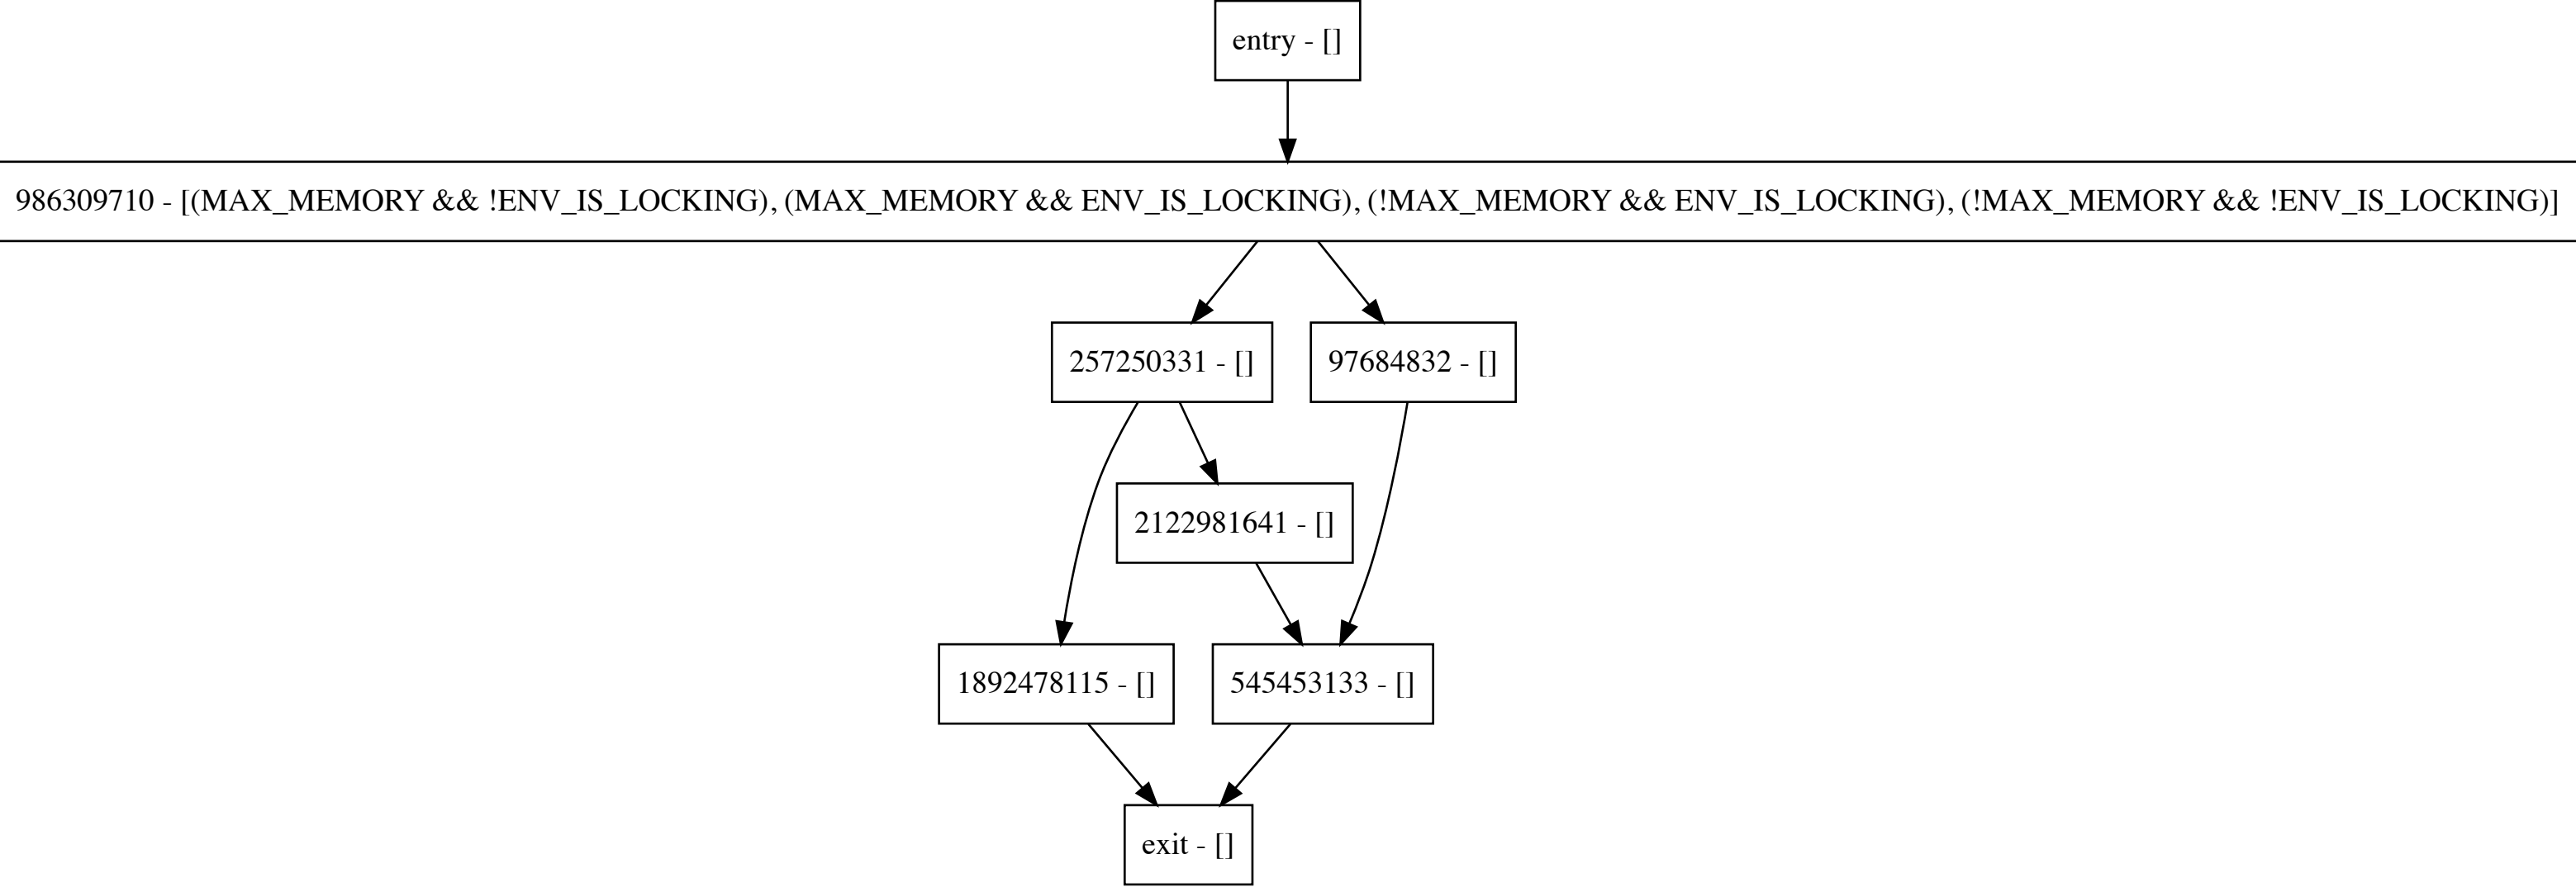 entry - []
986309710 - [(MAX_MEMORY && !ENV_IS_LOCKING), (MAX_MEMORY && ENV_IS_LOCKING), (!MAX_MEMORY && ENV_IS_LOCKING), (!MAX_MEMORY && !ENV_IS_LOCKING)]
257250331 - []
97684832 - []
2122981641 - []
1892478115 - []
545453133 - []
exit - []